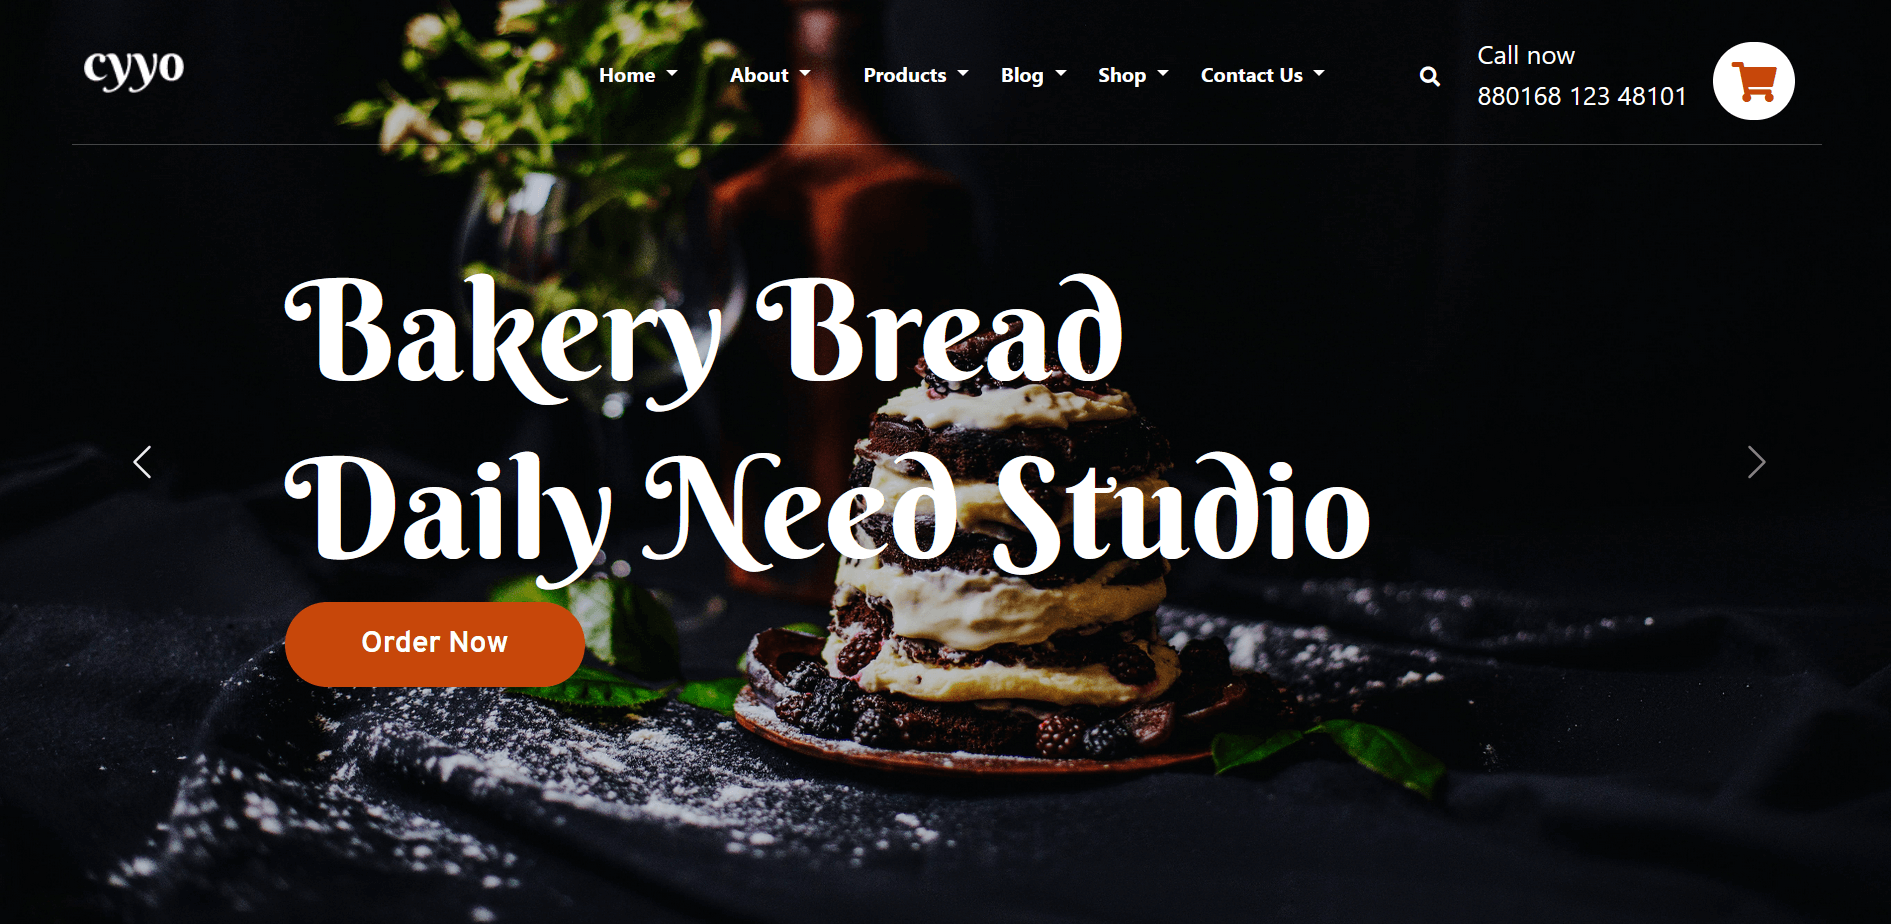 cyyo
Home About Products Blog Shop Contact Us
Call now
880168 123 48101
Bakery Bread
Daily Need Studio
Order Now